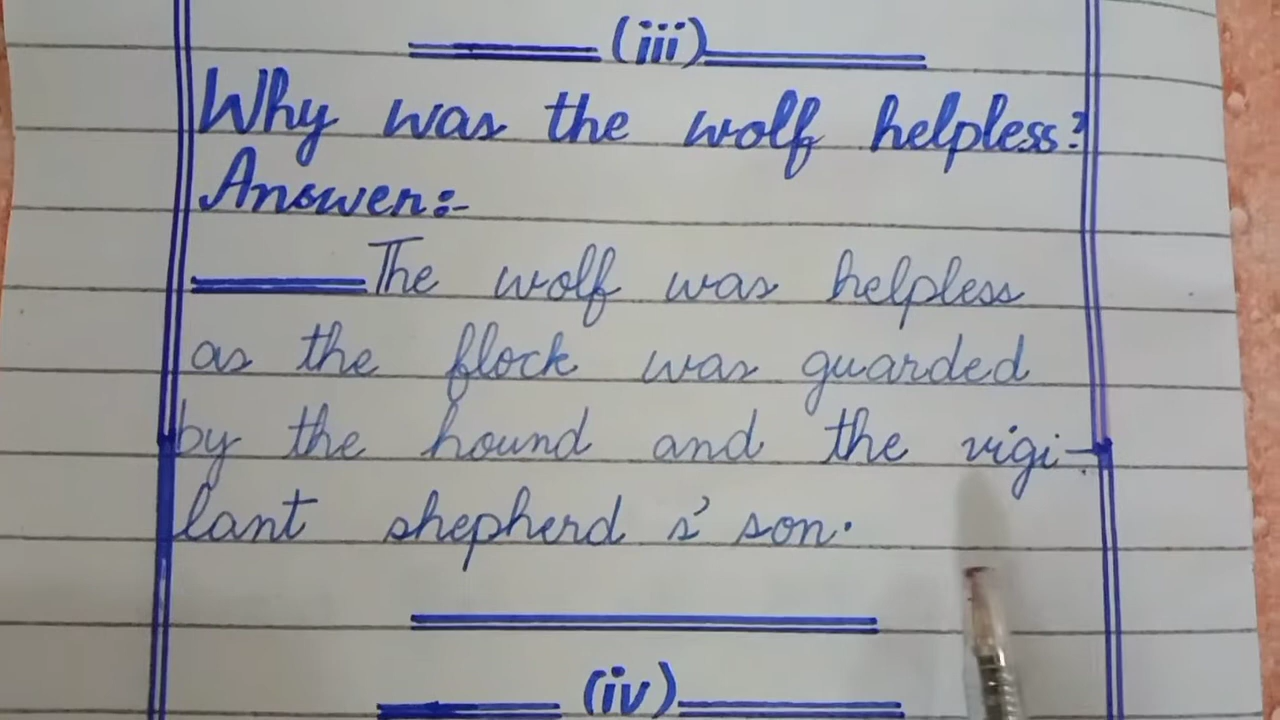 (iii)
Why was the wolf helpless?
Answer:-
The wolf was helpless
as the flock was guarded
by the hound and the vigi-
lant shepherd s' son.
(iv)